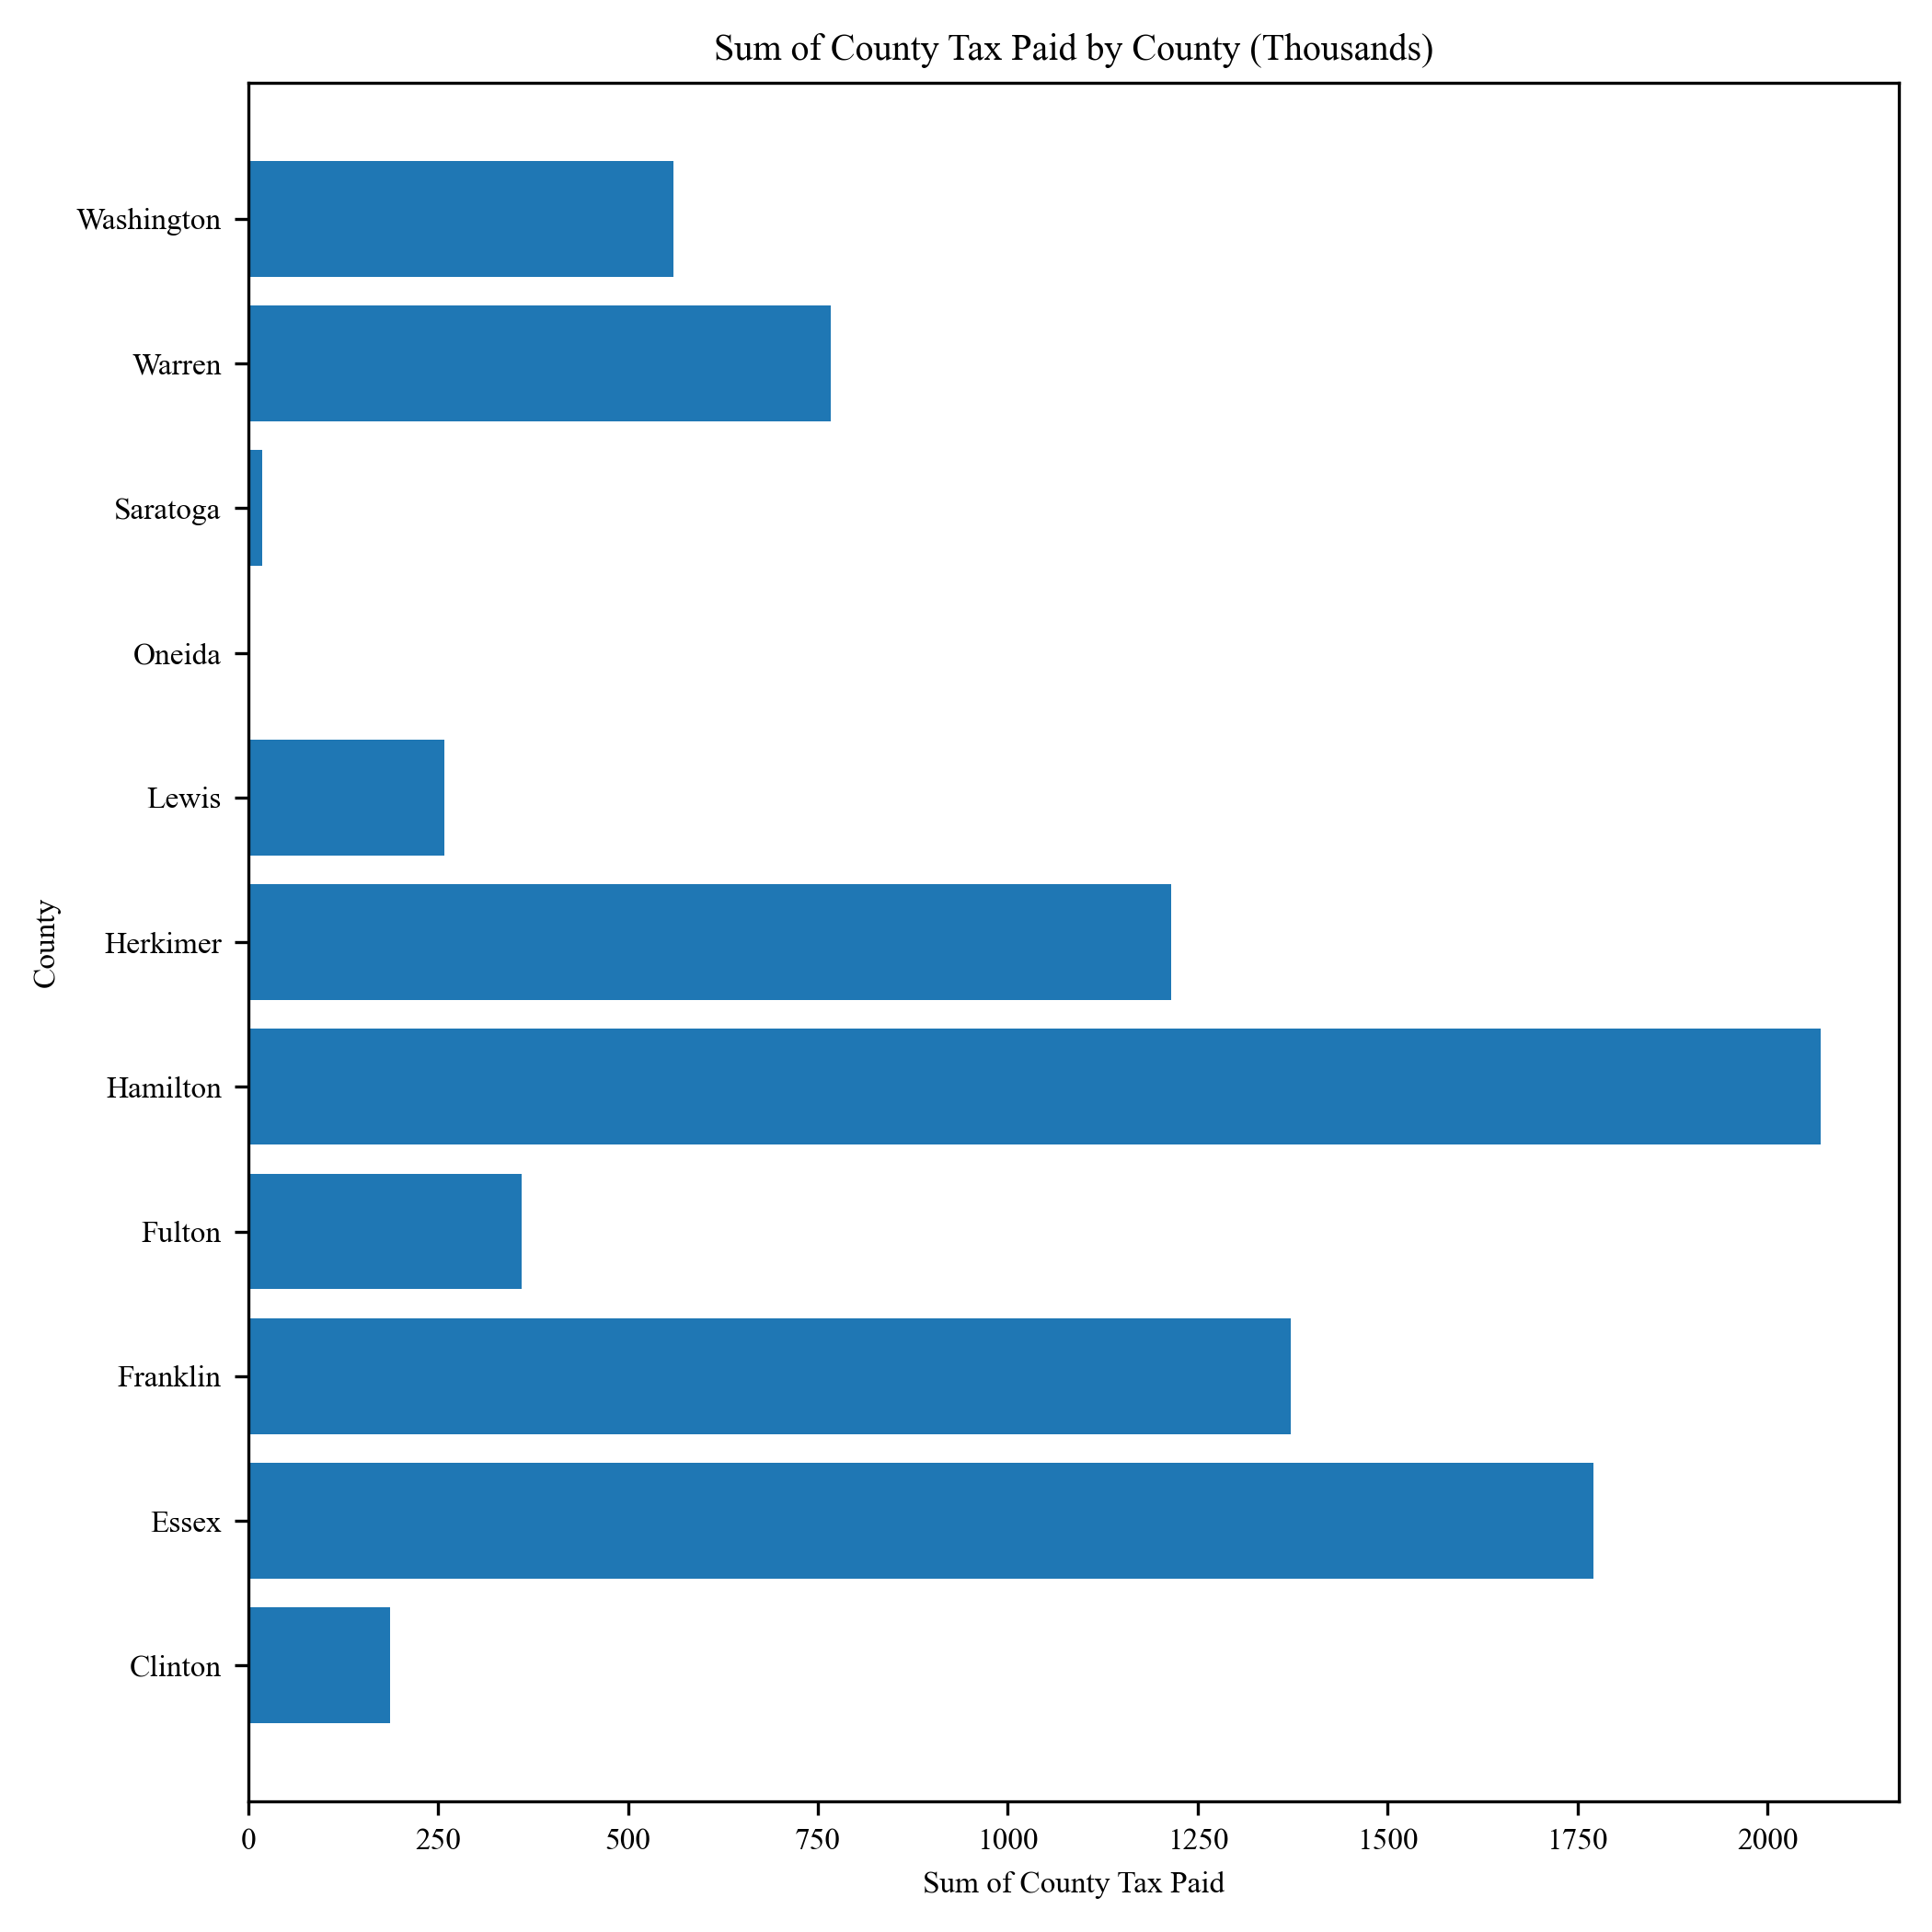 Sum of County Tax Paid by County (Thousands)
Washington
Warren
Saratoga
Oneida
Lewis
Herkimer
Hamilton
Fulton
Franklin
Essex
Clinton
County
0 250 500 750 1000 1250 1500 1750 2000
Sum of County Tax Paid